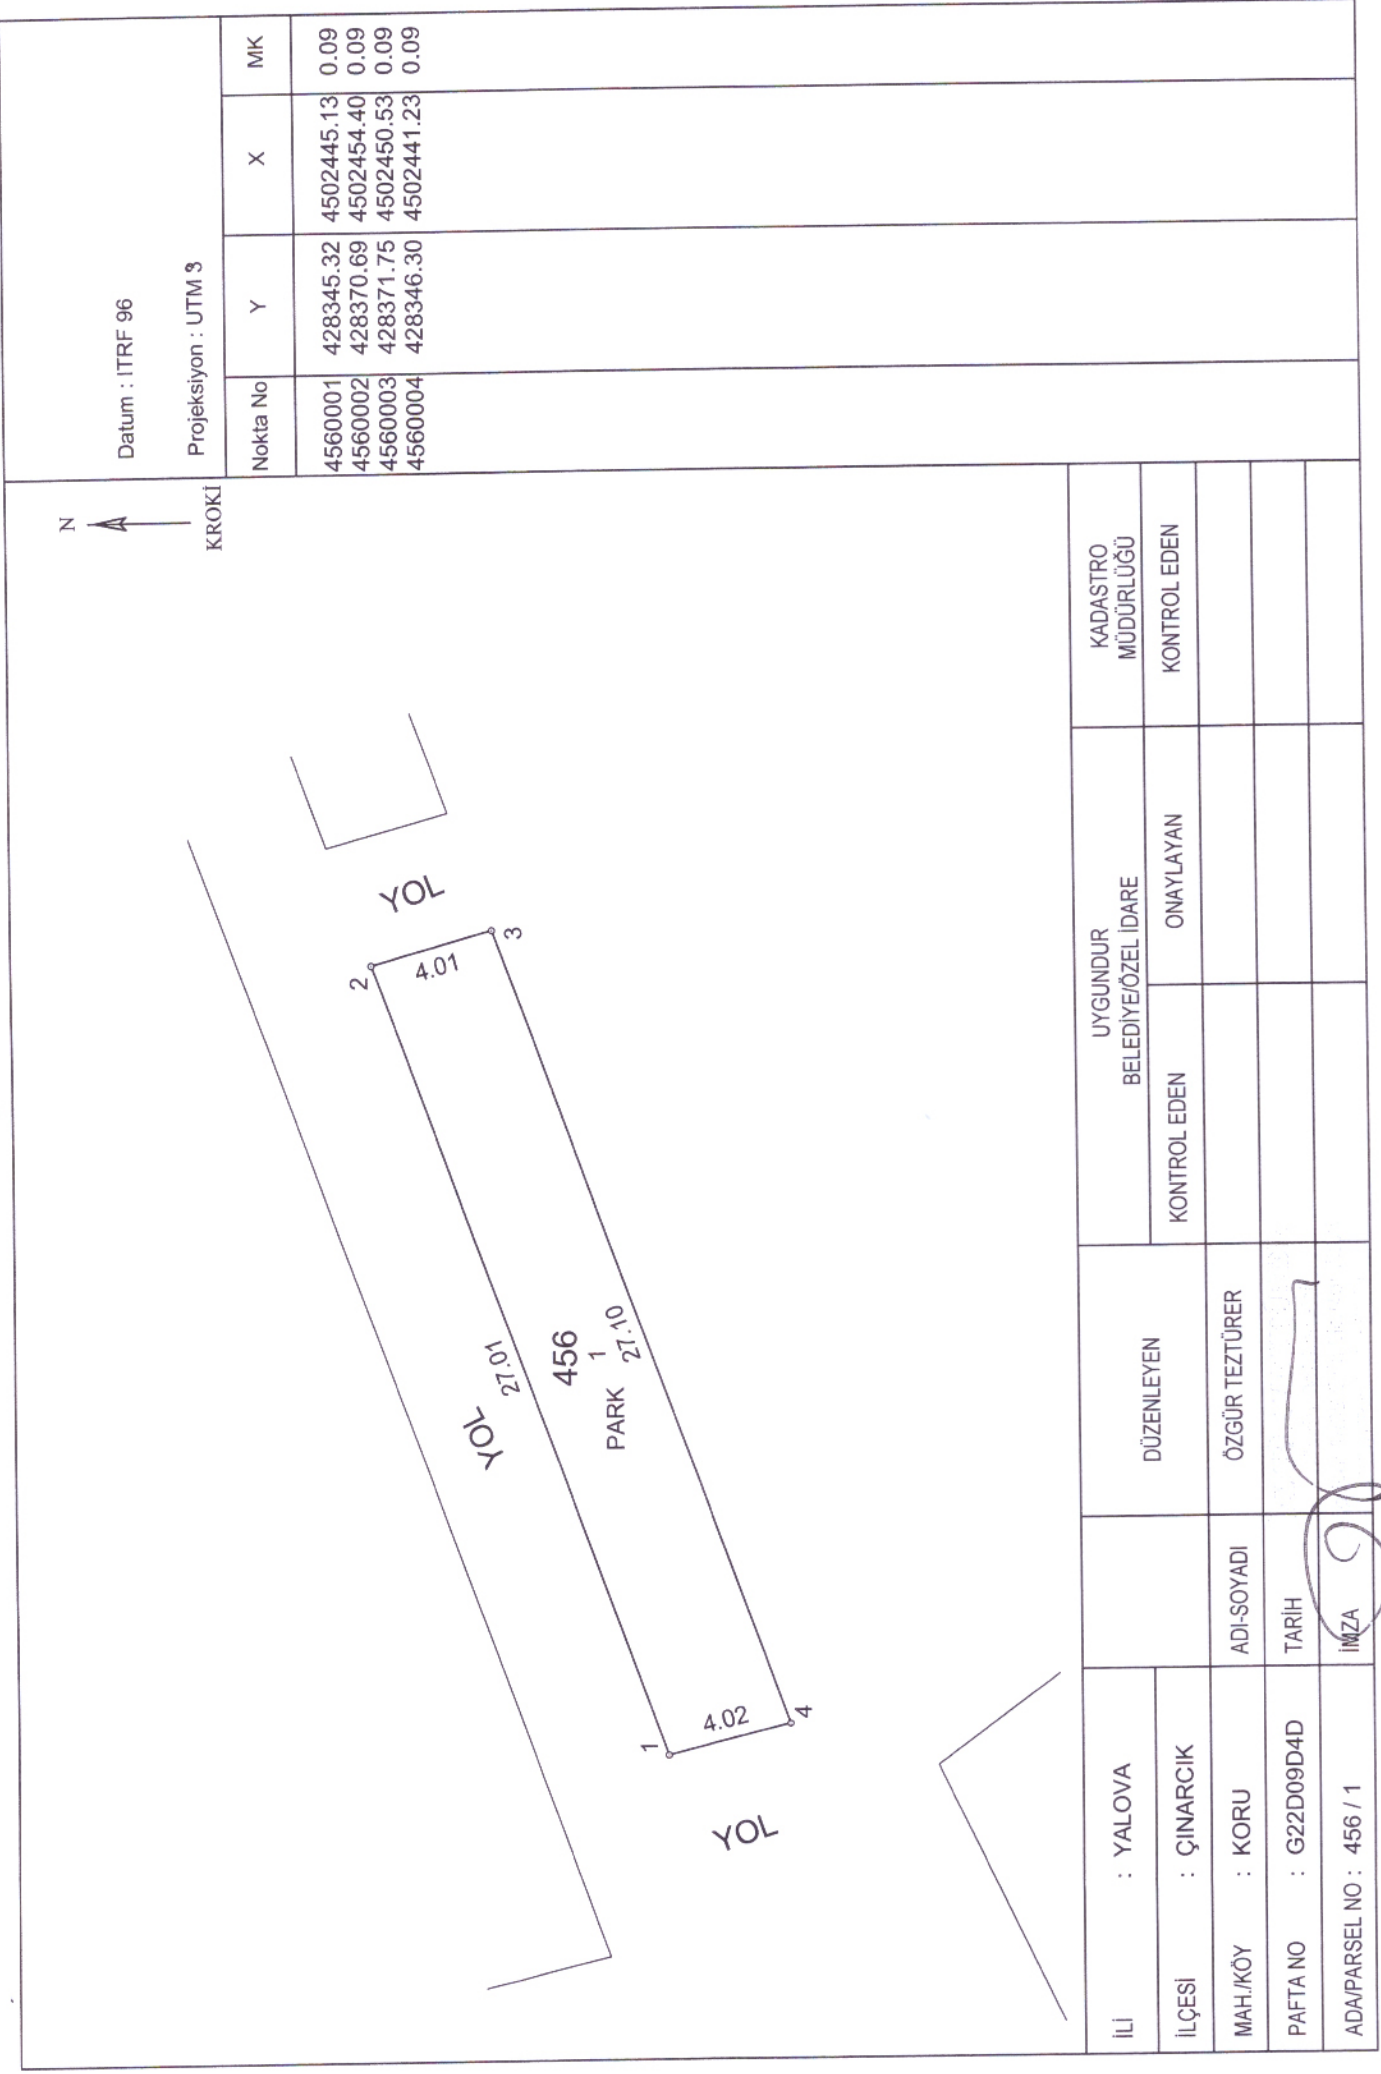 N
KROKİ
Datum : ITRF 96
Projeksiyon : UTM 3
Nokta No Y X MK
4560001 428345.32 4502445.13 0.09
4560002 428370.69 4502454.40 0.09
4560003 428371.75 4502450.53 0.09
4560004 428346.30 4502441.23 0.09
YOL
2
4.01
3
YOL
27.01
456
1
PARK
27.10
1
4.02
4
YOL
İLİ : YALOVA
İLÇESİ : ÇINARCIK
MAH./KÖY : KORU
PAFTA NO : G22D09D4D
ADA/PARSEL NO : 456 / 1
ADI-SOYADI
TARİH
İMZA
DÜZENLEYEN
ÖZGÜR TEZTÜRER
UYGUNDUR
BELEDİYE/ÖZEL İDARE
KONTROL EDEN ONAYLAYAN
KADASTRO
MÜDÜRLÜĞÜ
KONTROL EDEN